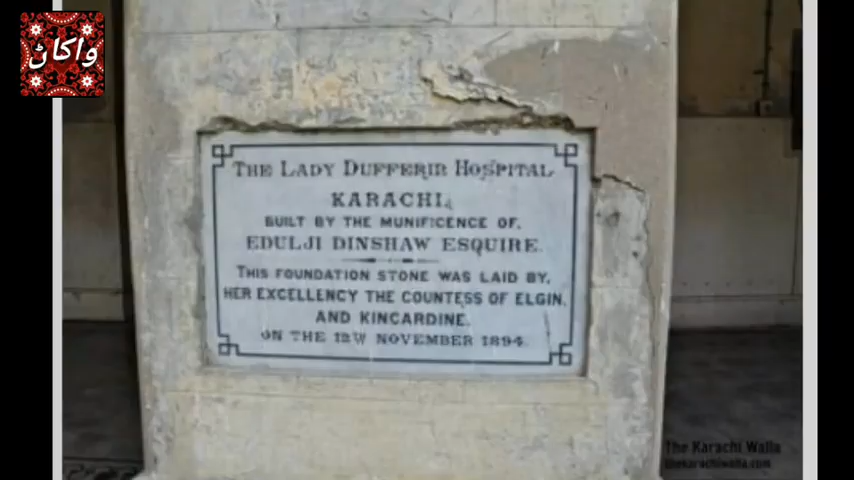 واکاڻ
THE LADY DUFFERIN HOSPITAL
KARACHI,
BUILT BY THE MUNIFICENCE OF,
EDULJI DINSHAW ESQUIRE.
THIS FOUNDATION STONE WAS LAID BY,
HER EXCELLENCY THE COUNTESS OF ELGIN,
AND KINCARDINE.
ON THE 12TH NOVEMBER 1894.
The Karachi Walla
thekarachiwalla.com